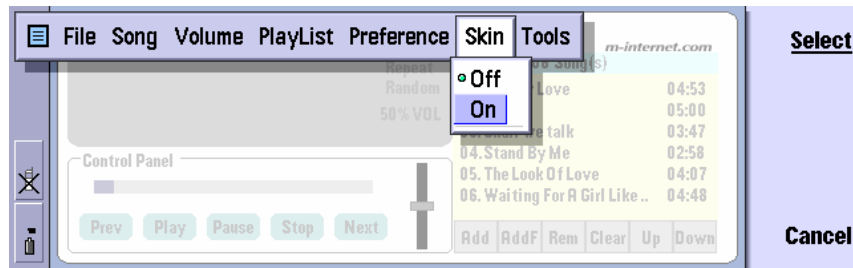 File Song Volume PlayList Preference Skin Tools
Select
m-internet.com
Repeat
Song(s)
Off
Random
Love 04:53
On
50% VOL
05:00
talk 03:47
04.Stand By Me 02:58
Control Panel
05. The Look Of Love 04:07
06. Waiting For A Girl Like .. 04:48
Prev Play Pause Stop Next
Add AddF Rem Clear Up Down
Cancel